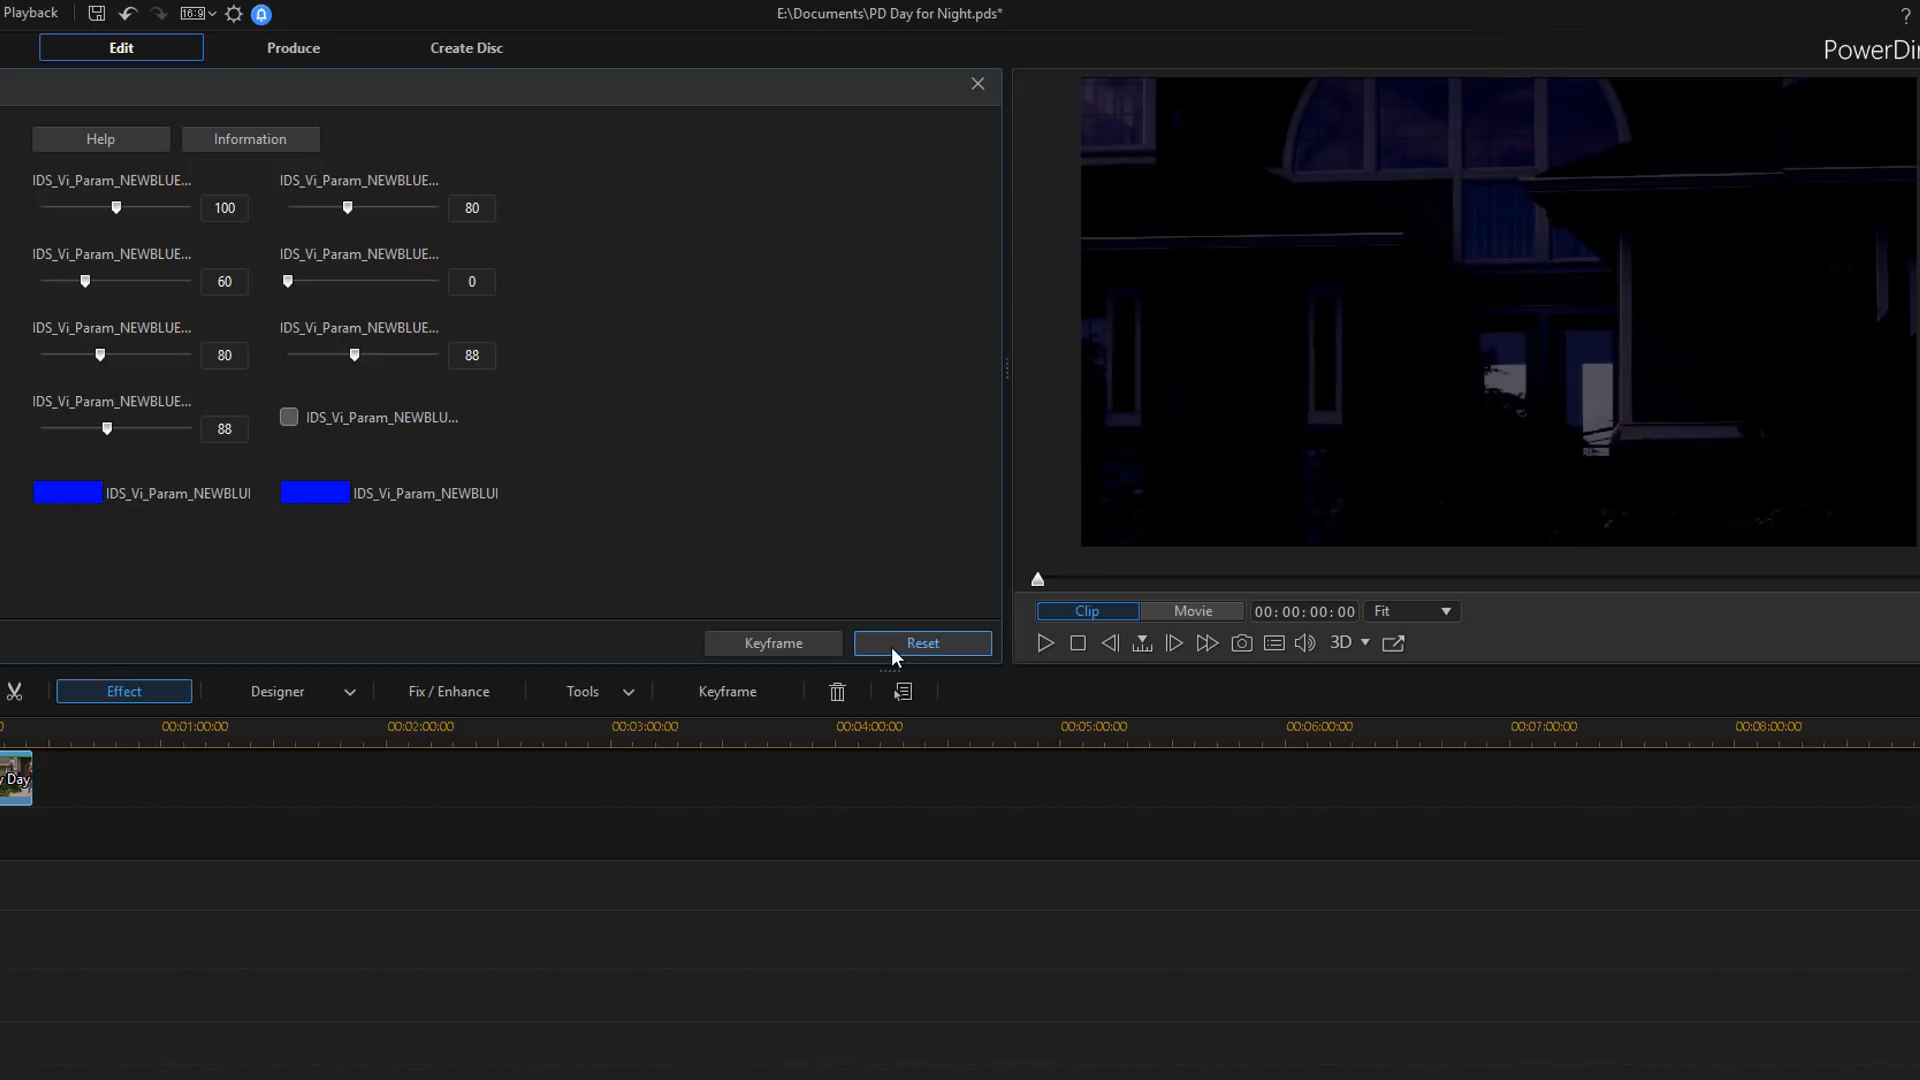 Playback 16:9 E:\Documents\PD Day for Night.pds* ?
Edit Produce Create Disc PowerDir
Help Information
IDS_Vi_Param_NEWBLUE... IDS_Vi_Param_NEWBLUE...
100 80
IDS_Vi_Param_NEWBLUE... IDS_Vi_Param_NEWBLUE...
60 0
IDS_Vi_Param_NEWBLUE... IDS_Vi_Param_NEWBLUE...
80 88
IDS_Vi_Param_NEWBLUE... IDS_Vi_Param_NEWBLU...
88
IDS_Vi_Param_NEWBLUI IDS_Vi_Param_NEWBLUI
Clip Movie 00:00:00:00 Fit
Keyframe Reset 3D
Effect Designer Fix / Enhance Tools Keyframe
0 00:01:00:00 00:02:00:00 00:03:00:00 00:04:00:00 00:05:00:00 00:06:00:00 00:07:00:00 00:08:00:00
y Day